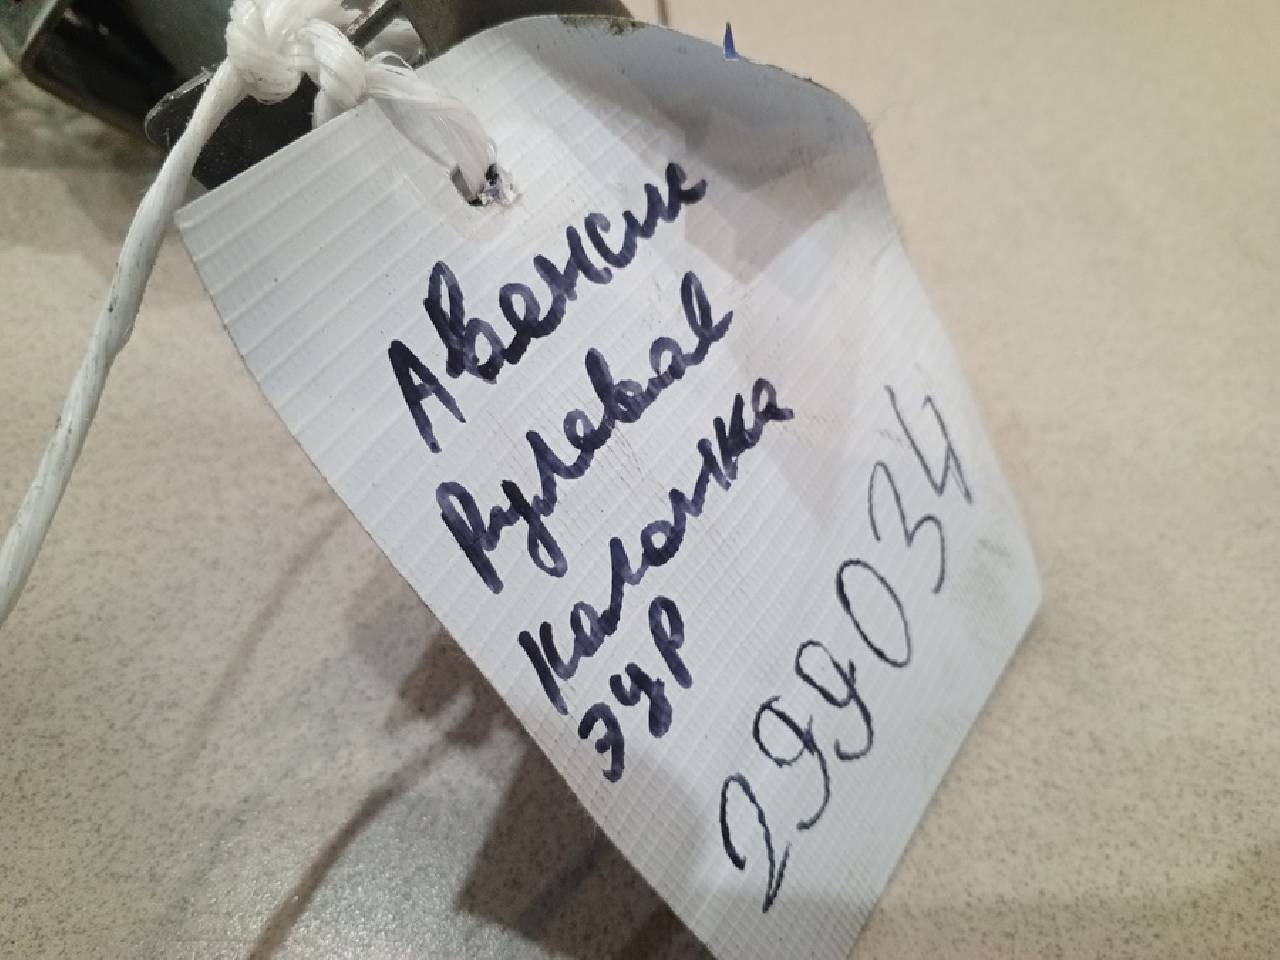 Авенсис
Рулевая
колонка
ЭУР
299034